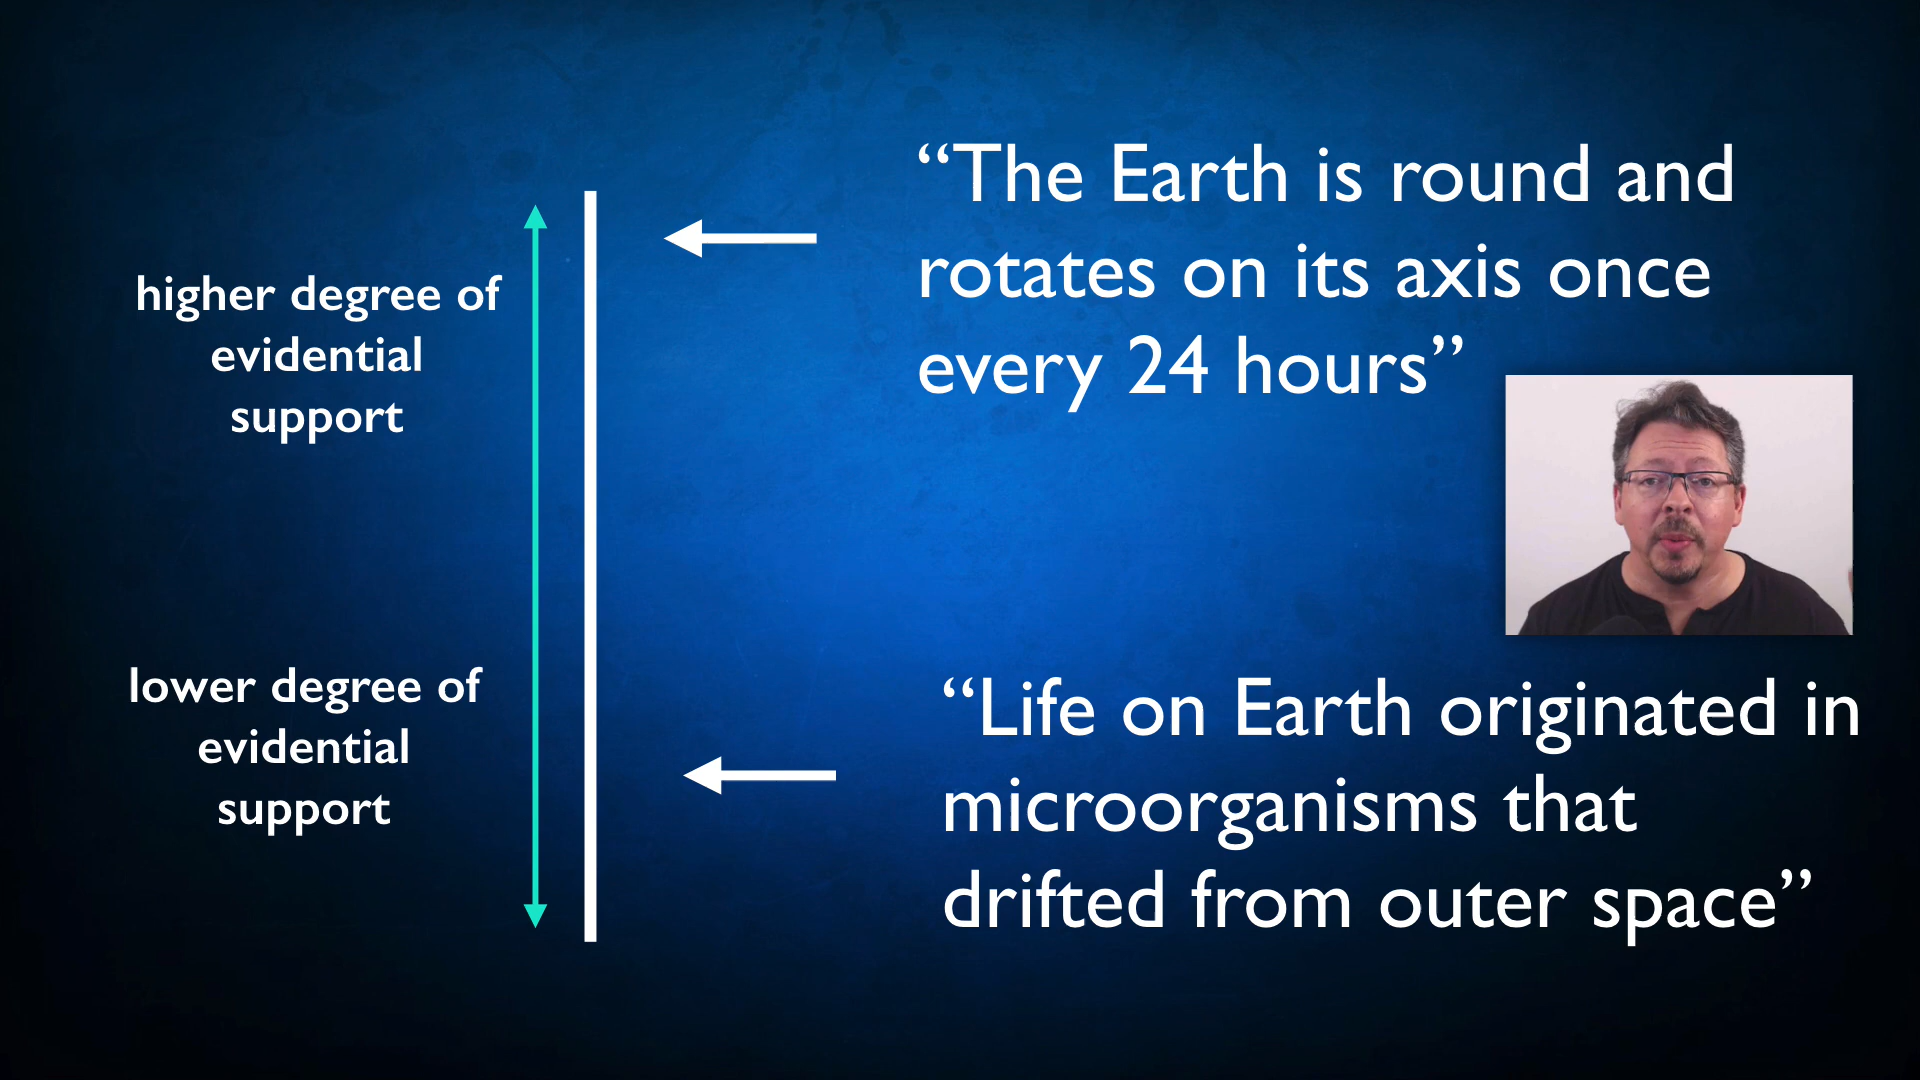 “The Earth is round and
rotates on its axis once
every 24 hours”
higher degree of
evidential
support
lower degree of
evidential
support
“Life on Earth originated in
microorganisms that
drifted from outer space”